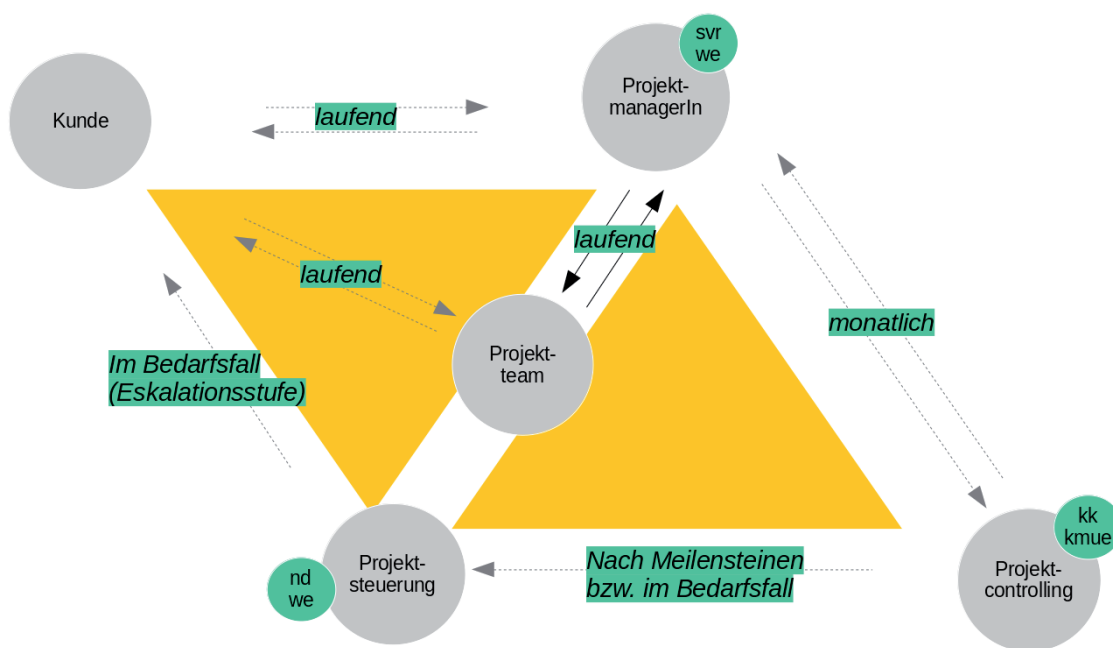 svr
we
Projekt-
managerIn
Kunde
laufend
laufend
laufend
monatlich
Im Bedarfsfall
(Eskalationsstufe)
Projekt-
team
kk
kmue
Projekt-
controlling
Nach Meilensteinen
bzw. im Bedarfsfall
Projekt-
steuerung
nd
we